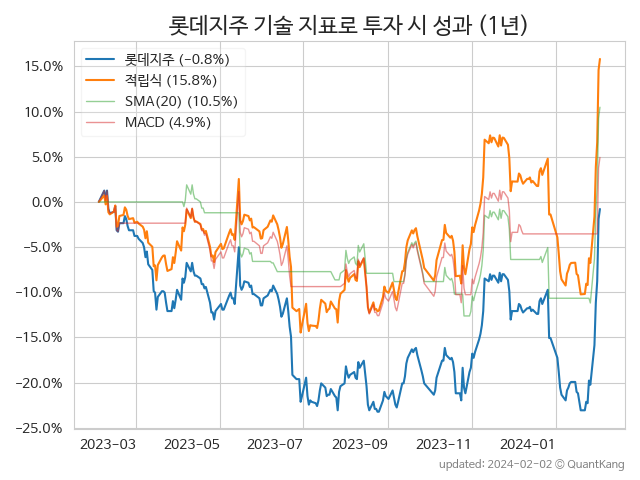 롯데지주 기술 지표로 투자 시 성과 (1년)
롯데지주 (-0.8%)
적립식 (15.8%)
SMA(20) (10.5%)
MACD (4.9%)
15.0%
10.0%
5.0%
0.0%
-5.0%
-10.0%
-15.0%
-20.0%
-25.0%
2023-03 2023-05 2023-07 2023-09 2023-11 2024-01
updated: 2024-02-02 © QuantKang